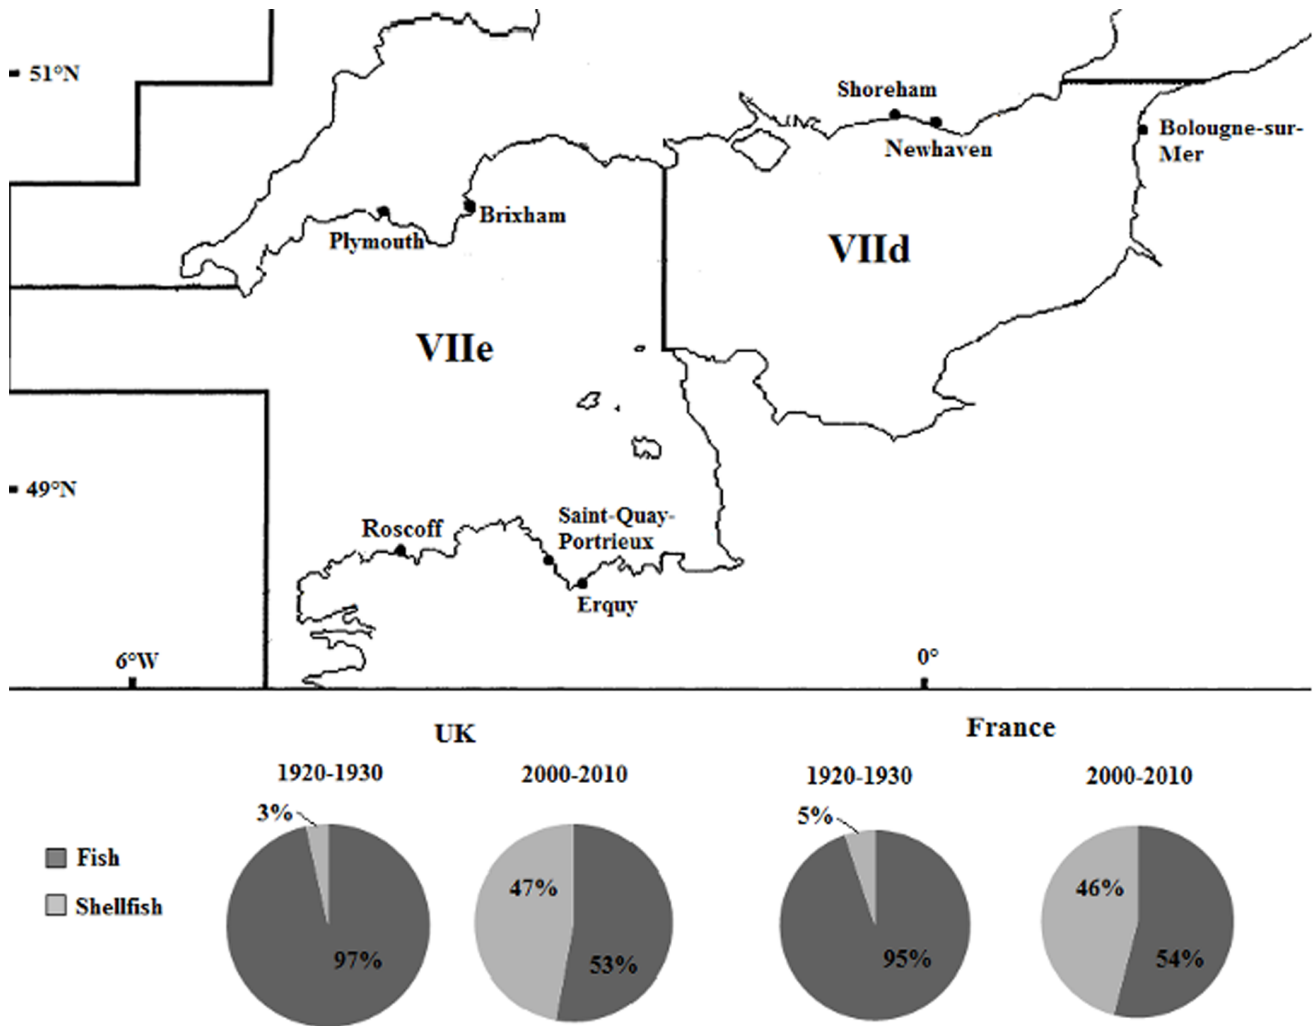 51°N
Shoreham
Newhaven
Bolougne-sur-
Mer
Plymouth
Brixham
VIId
VIIe
49°N
Roscoff
Saint-Quay-
Portrieux
Erquy
6°W
0°
UK
France
1920-1930
2000-2010
1920-1930
2000-2010
3%
5%
Fish
Shellfish
47%
97%
53%
46%
95%
54%